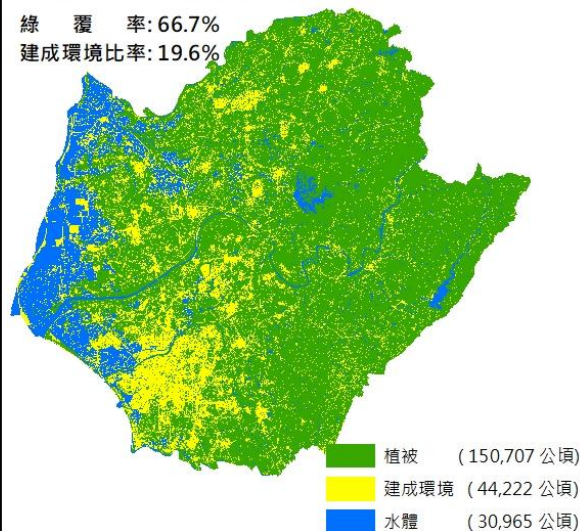 綠覆率: 66.7%
建成環境比率: 19.6%
植被 (150,707 公頃)
建成環境 (44,222 公頃)
水體 (30,965 公頃)